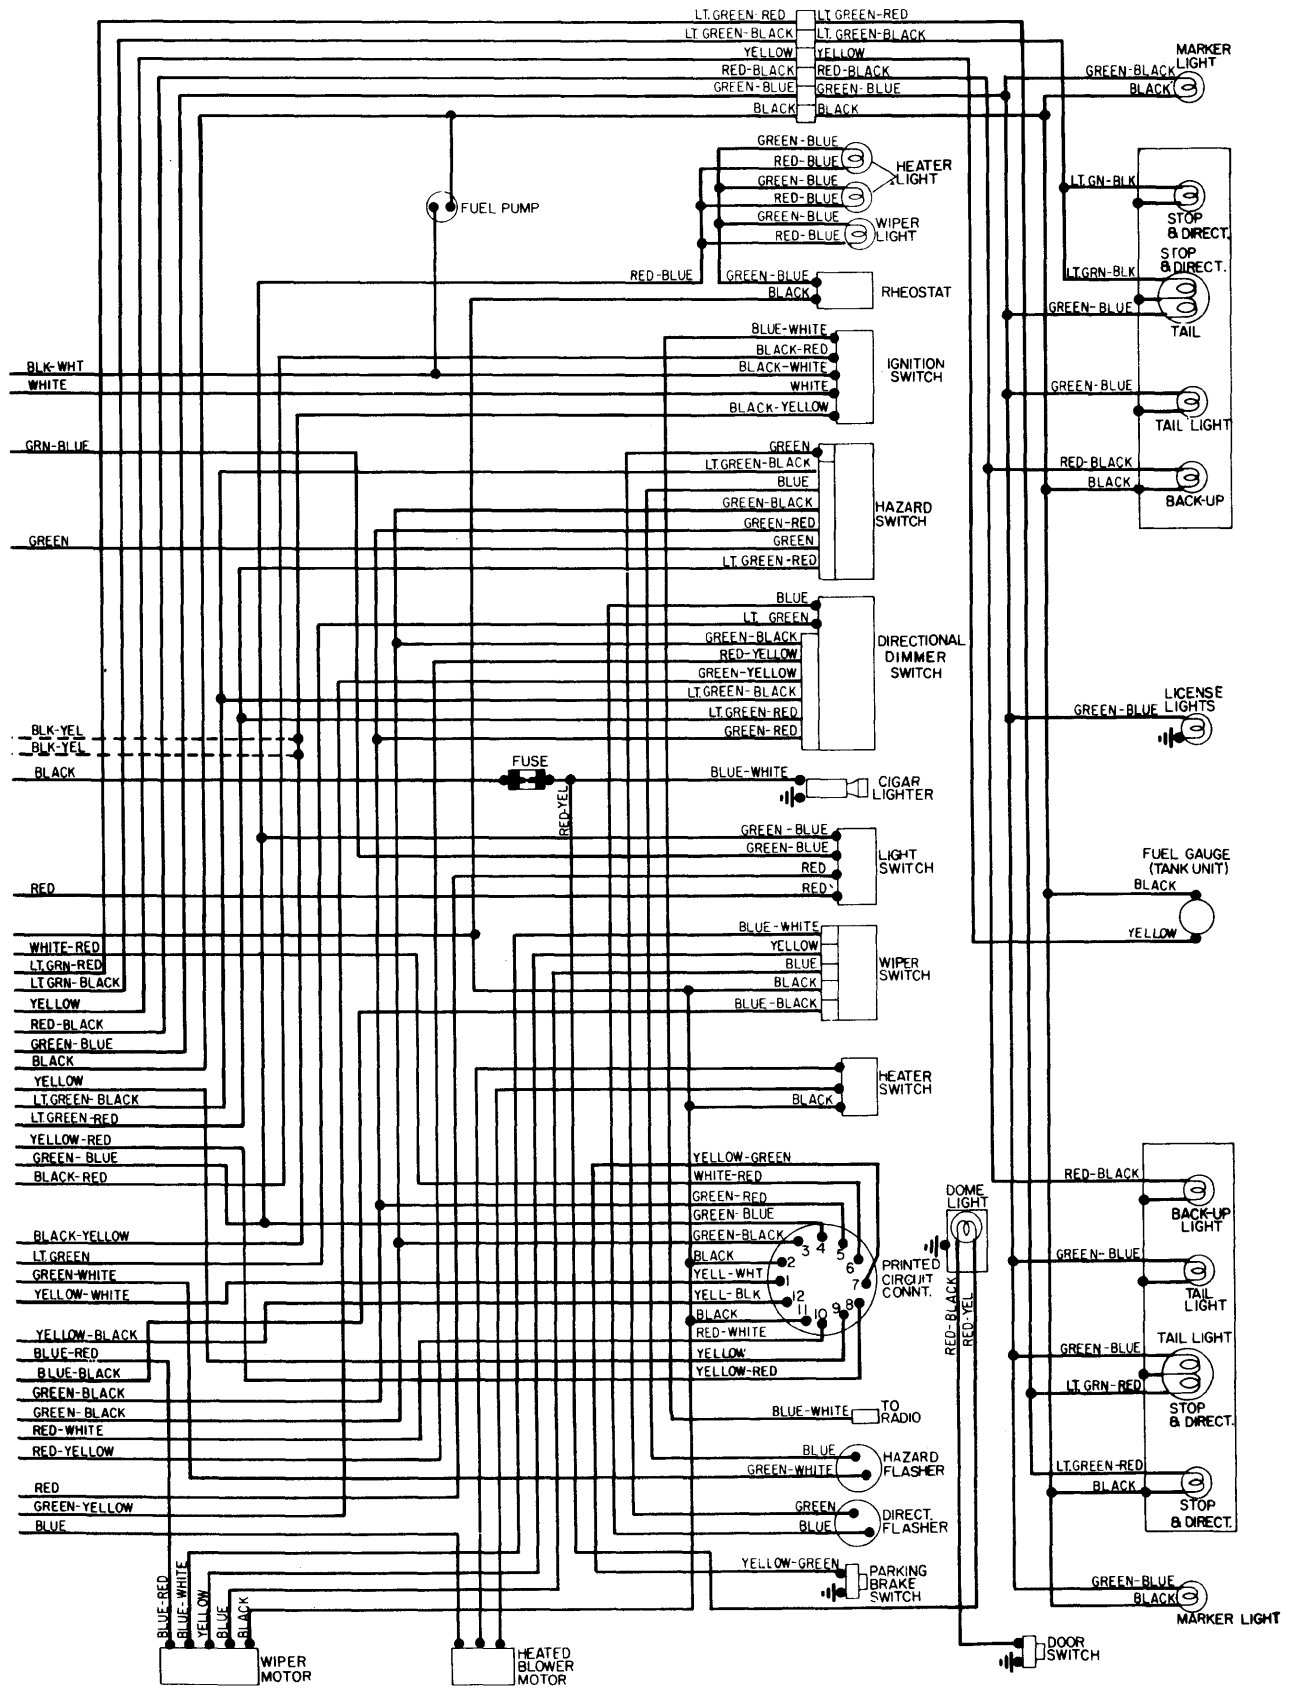 LT.GREEN-RED LT GREEN-RED
LT GREEN-BLACK LT. GREEN-BLACK
YELLOW YELLOW
RED-BLACK RED-BLACK
GREEN-BLUE GREEN-BLUE
BLACK BLACK
MARKER
LIGHT
GREEN-BLACK
BLACK
GREEN-BLUE
RED-BLUE
GREEN-BLUE
RED-BLUE
HEATER
LIGHT
GREEN-BLUE
RED-BLUE
WIPER
LIGHT
FUEL PUMP
LT.GN-BLK
STOP
& DIRECT.
STOP
& DIRECT.
LT.GRN-BLK
GREEN-BLUE
TAIL
RED-BLUE
GREEN-BLUE
BLACK
RHEOSTAT
BLUE-WHITE
BLACK-RED
BLACK-WHITE
WHITE
BLACK-YELLOW
IGNITION
SWITCH
BLK-WHT
WHITE
GREEN-BLUE
TAIL LIGHT
GRN-BLUE
GREEN
LT.GREEN-BLACK
BLUE
GREEN-BLACK
GREEN-RED
GREEN
LT.GREEN-RED
HAZARD
SWITCH
RED-BLACK
BLACK
BACK-UP
GREEN
BLUE
LT. GREEN
GREEN-BLACK
RED-YELLOW
GREEN-YELLOW
LT.GREEN-BLACK
LT.GREEN-RED
GREEN-RED
DIRECTIONAL
DIMMER
SWITCH
LICENSE
LIGHTS
GREEN-BLUE
BLK-YEL
BLK-YEL
BLACK
FUSE
RED-YEL
BLUE-WHITE
CIGAR
LIGHTER
GREEN-BLUE
GREEN-BLUE
RED
RED
LIGHT
SWITCH
FUEL GAUGE
(TANK UNIT)
BLACK
YELLOW
RED
BLUE-WHITE
YELLOW
BLUE
BLACK
BLUE-BLACK
WIPER
SWITCH
WHITE-RED
LT.GRN-RED
LT GRN-BLACK
YELLOW
RED-BLACK
GREEN-BLUE
BLACK
YELLOW
LT.GREEN-BLACK
LT.GREEN-RED
YELLOW-RED
GREEN-BLUE
BLACK-RED
BLACK
HEATER
SWITCH
YELLOW-GREEN
WHITE-RED
GREEN-RED
GREEN-BLUE
GREEN-BLACK
BLACK
YELL-WHT
YELL-BLK
BLACK
RED-WHITE
YELLOW
YELLOW-RED
3
4
5
6
2
1
7
12
11
10
9
8
PRINTED
CIRCUIT
CONNT.
DOME
LIGHT
RED-BLACK
RED-YEL
RED-BLACK
BACK-UP
LIGHT
GREEN-BLUE
TAIL
LIGHT
TAIL LIGHT
GREEN-BLUE
LT. GRN-RED
STOP
& DIRECT.
BLACK-YELLOW
LT.GREEN
GREEN-WHITE
YELLOW-WHITE
YELLOW-BLACK
BLUE-RED
BLUE-BLACK
GREEN-BLACK
GREEN-BLACK
RED-WHITE
RED-YELLOW
RED
GREEN-YELLOW
BLUE
BLUE-WHITE
TO
RADIO
BLUE
GREEN-WHITE
HAZARD
FLASHER
GREEN
BLUE
DIRECT.
FLASHER
LT.GREEN-RED
BLACK
STOP
& DIRECT.
YELLOW-GREEN
PARKING
BRAKE
SWITCH
GREEN-BLUE
BLACK
MARKER LIGHT
BLUE-RED
BLUE-WHITE
YELLOW
BLUE
BLACK
WIPER
MOTOR
HEATED
BLOWER
MOTOR
DOOR
SWITCH